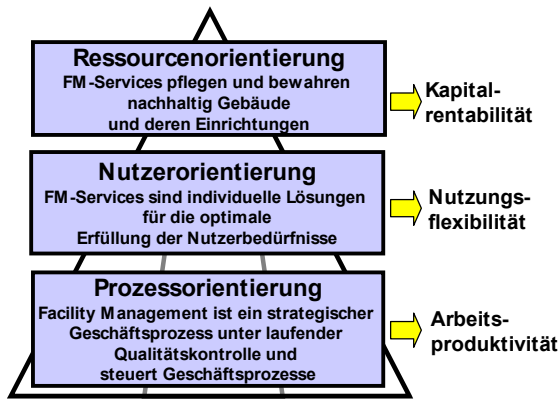 Ressourcenorientierung
FM-Services pflegen und bewahren
nachhaltig Gebäude
und deren Einrichtungen
Kapital-
rentabilität
Nutzerorientierung
FM-Services sind individuelle Lösungen
für die optimale
Erfüllung der Nutzerbedürfnisse
Nutzungs-
flexibilität
Prozessorientierung
Facility Management ist ein strategischer
Geschäftsprozess unter laufender
Qualitätskontrolle und
steuert Geschäftsprozesse
Arbeits-
produktivität